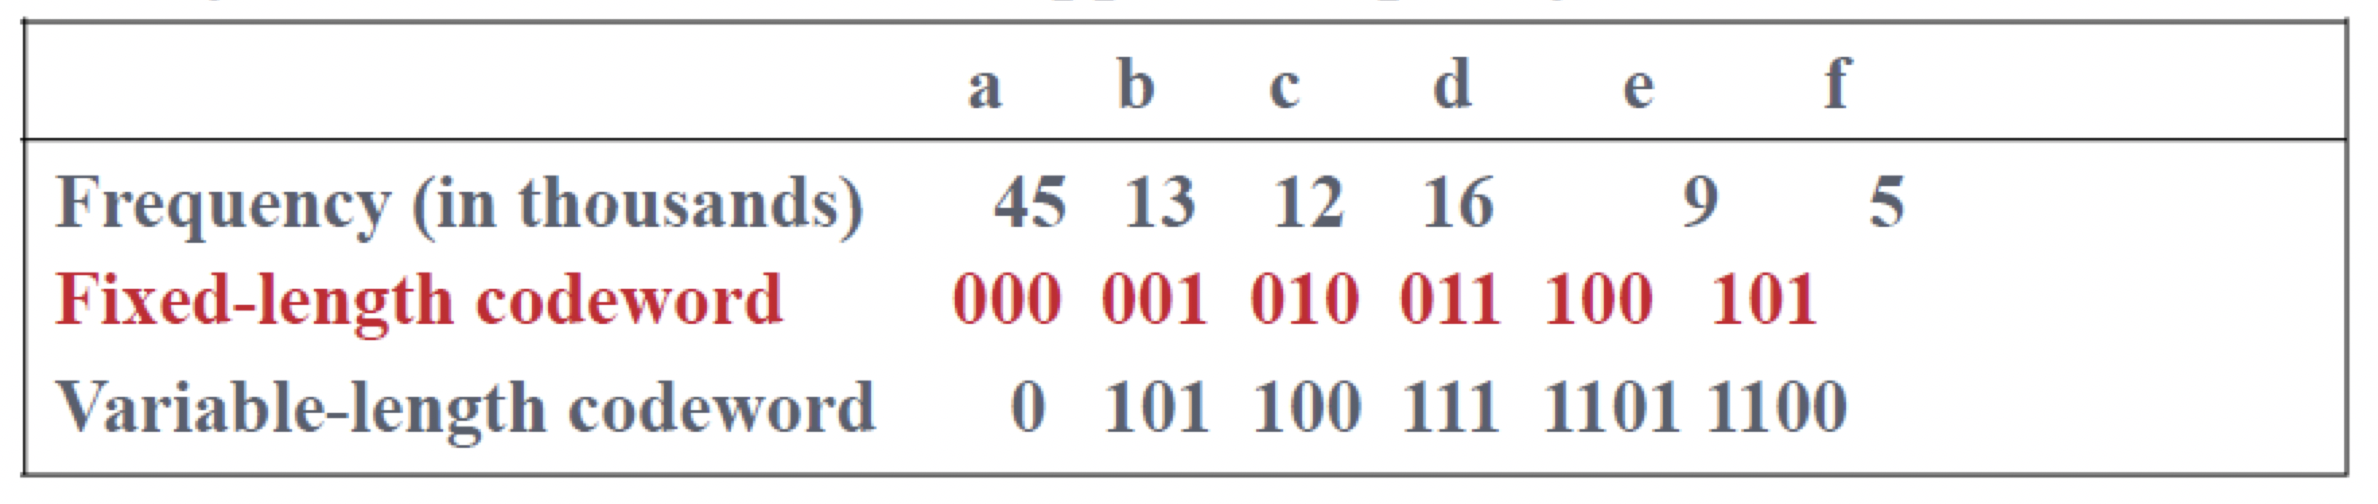 a b c d e f
Frequency (in thousands) 45 13 12 16 9 5
Fixed-length codeword 000 001 010 011 100 101
Variable-length codeword 0 101 100 111 1101 1100